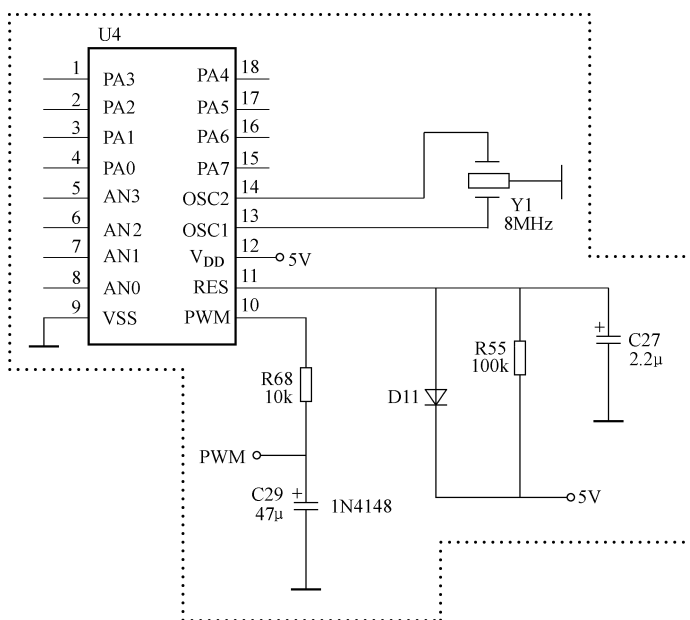 U4
1 PA3 PA4 18
2 PA2 PA5 17
3 PA1 PA6 16
4 PA0 PA7 15
5 AN3 OSC2 14
6 AN2 OSC1 13
7 AN1 VDD 12 5V
8 AN0 RES 11
9 VSS PWM 10
Y1
8MHz
R68
10k
R55
100k
C27
2.2μ
D11
PWM
C29
47μ
1N4148
5V
+
+